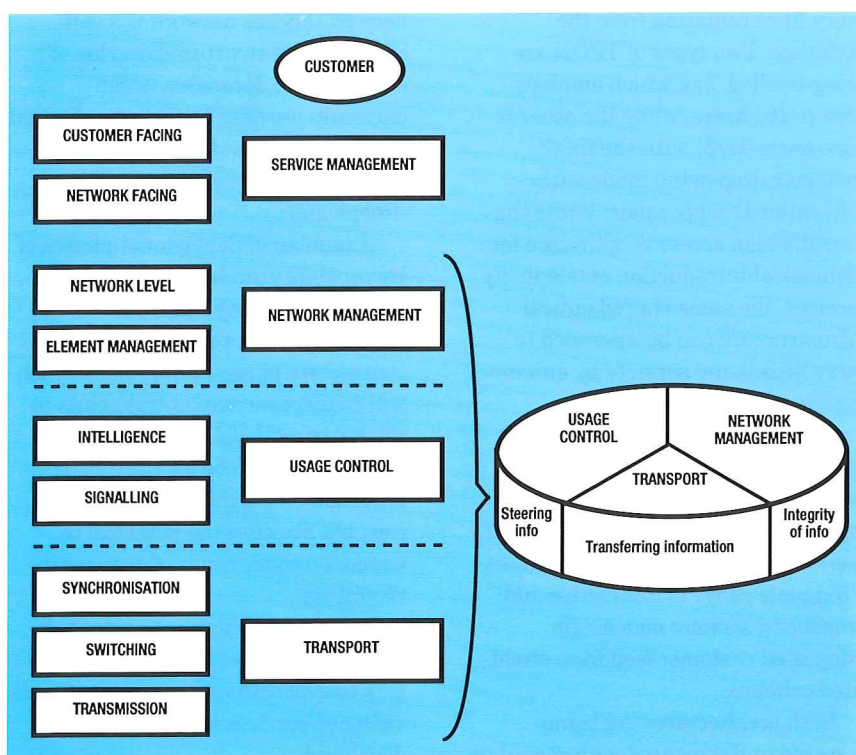 CUSTOMER
CUSTOMER FACING
NETWORK FACING
SERVICE MANAGEMENT
NETWORK LEVEL
ELEMENT MANAGEMENT
NETWORK MANAGEMENT
INTELLIGENCE
SIGNALLING
USAGE CONTROL
SYNCHRONISATION
SWITCHING
TRANSMISSION
TRANSPORT
USAGE
CONTROL
NETWORK
MANAGEMENT
TRANSPORT
Steering
info
Transferring information
Integrity
of info